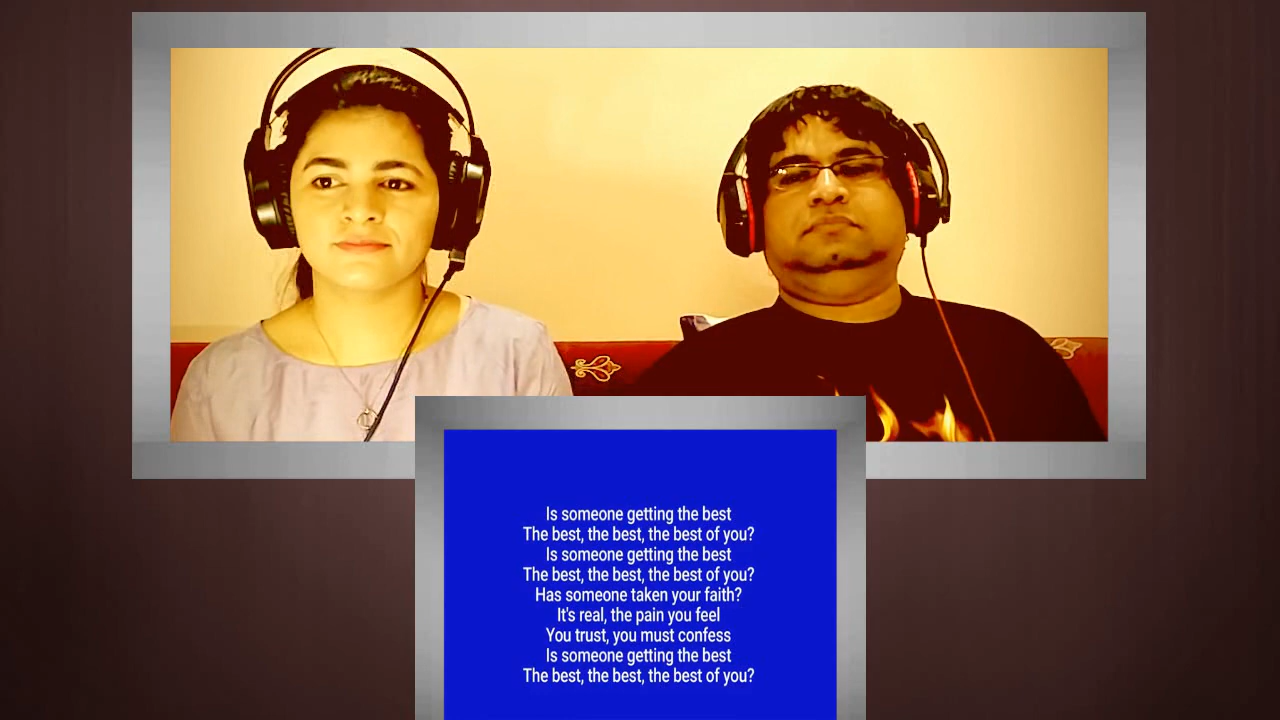 Is someone getting the best
The best, the best, the best of you?
Is someone getting the best
The best, the best, the best of you?
Has someone taken your faith?
It's real, the pain you feel
You trust, you must confess
Is someone getting the best
The best, the best, the best of you?